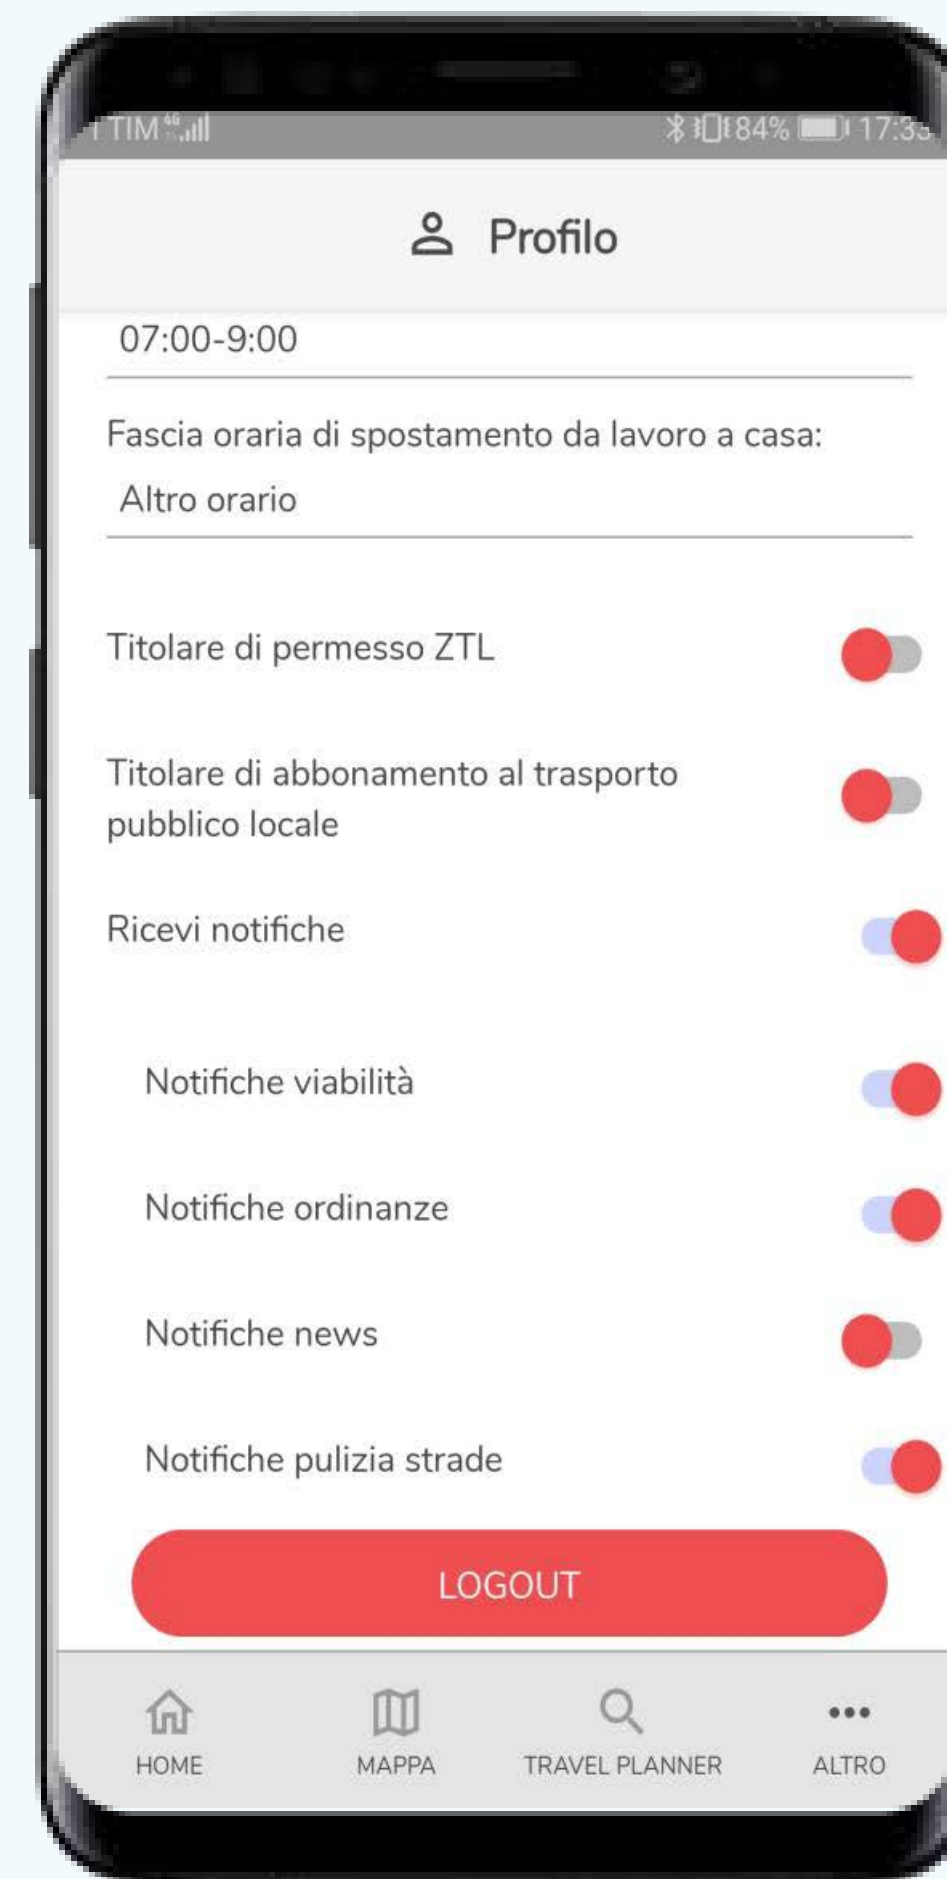 TIM 4G
84% 17:33
Profilo
07:00-9:00
Fascia oraria di spostamento da lavoro a casa:
Altro orario
Titolare di permesso ZTL
Titolare di abbonamento al trasporto
pubblico locale
Ricevi notifiche
Notifiche viabilità
Notifiche ordinanze
Notifiche news
Notifiche pulizia strade
LOGOUT
HOME MAPPA TRAVEL PLANNER ALTRO